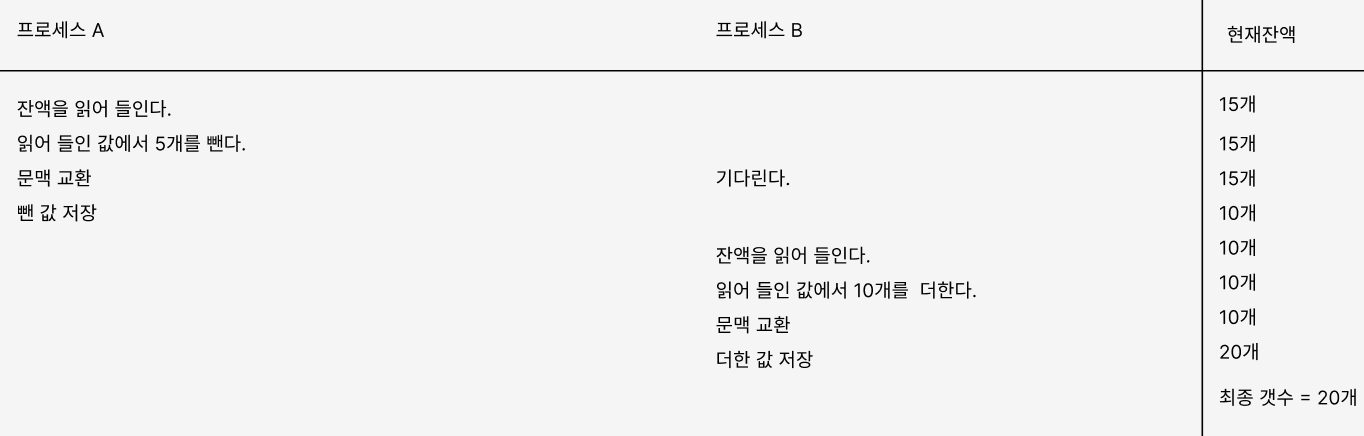 프로세스 A
프로세스 B
현재잔액
잔액을 읽어 들인다.
15개
읽어 들인 값에서 5개를 뺀다.
15개
문맥 교환
기다린다.
15개
뺀 값 저장
10개
잔액을 읽어 들인다.
10개
읽어 들인 값에서 10개를 더한다.
10개
문맥 교환
10개
더한 값 저장
20개
최종 갯수 = 20개